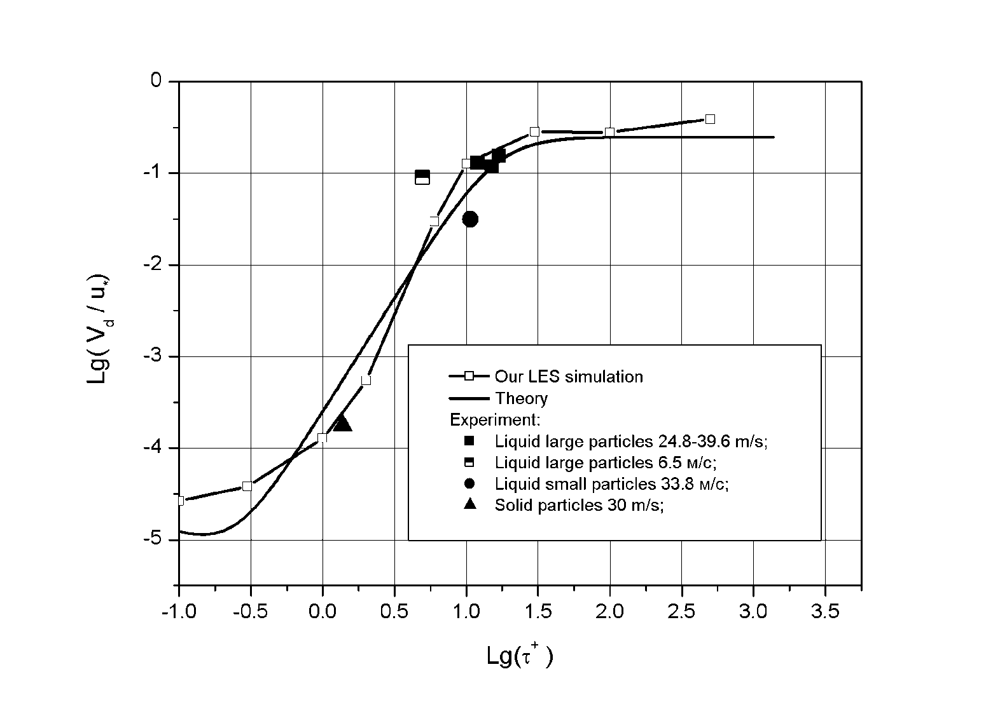 0
-1
-2
-3
-4
-5
Lg( V_d / u_* )
-1.0 -0.5 0.0 0.5 1.0 1.5 2.0 2.5 3.0 3.5
Lg(τ⁺ )
Our LES simulation
Theory
Experiment:
Liquid large particles 24.8-39.6 m/s;
Liquid large particles 6.5 м/с;
Liquid small particles 33.8 м/с;
Solid particles 30 m/s;